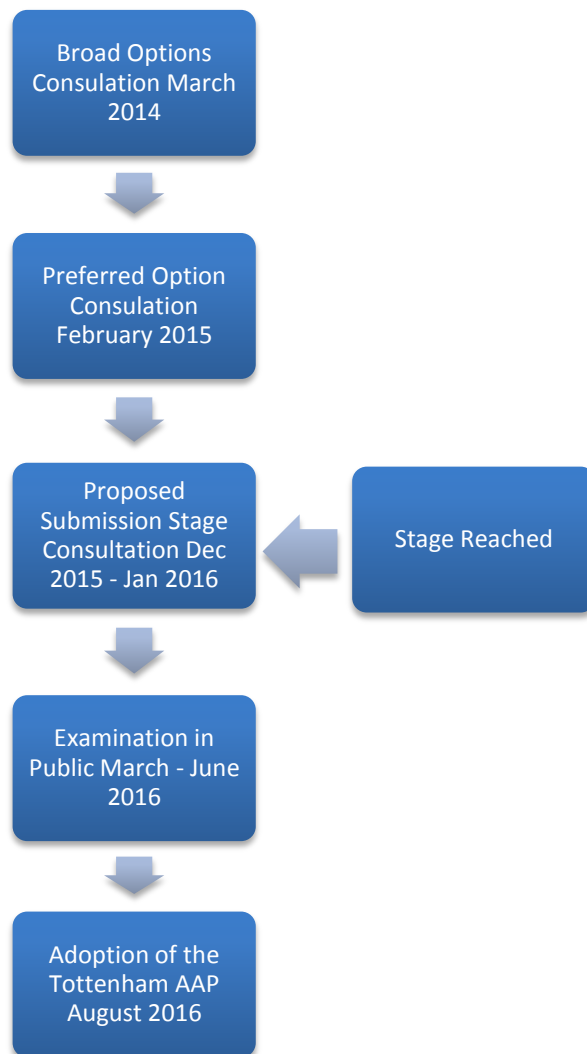 Broad Options
Consulation March
2014
Preferred Option
Consulation
February 2015
Proposed
Submission Stage
Consultation Dec
2015 - Jan 2016
Stage Reached
Examination in
Public March - June
2016
Adoption of the
Tottenham AAP
August 2016